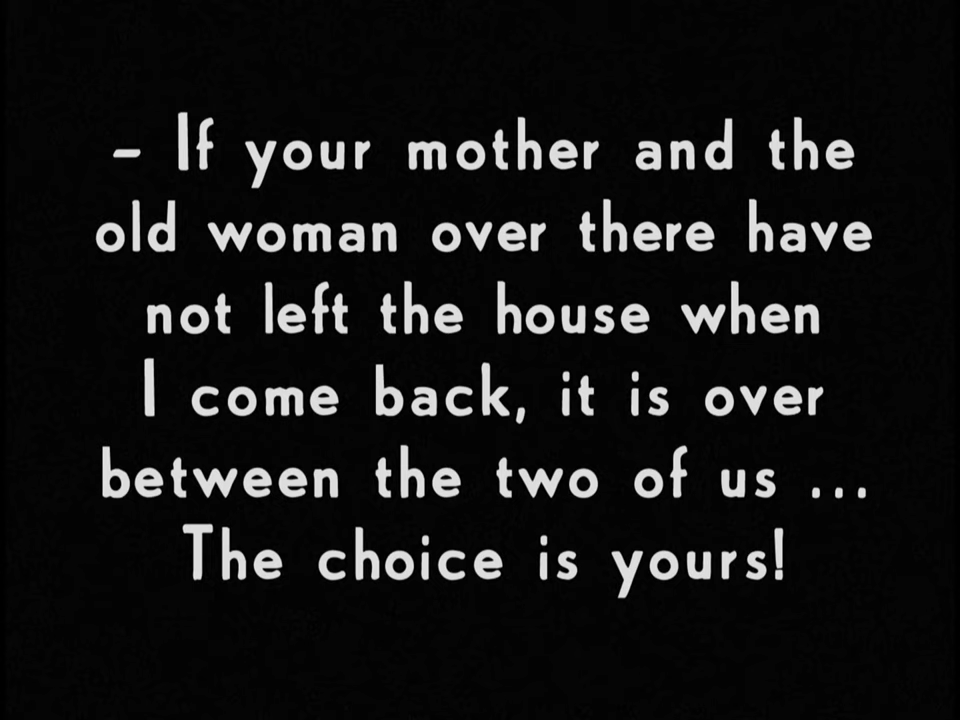 – If your mother and the
old woman over there have
not left the house when
I come back, it is over
between the two of us ...
The choice is yours!